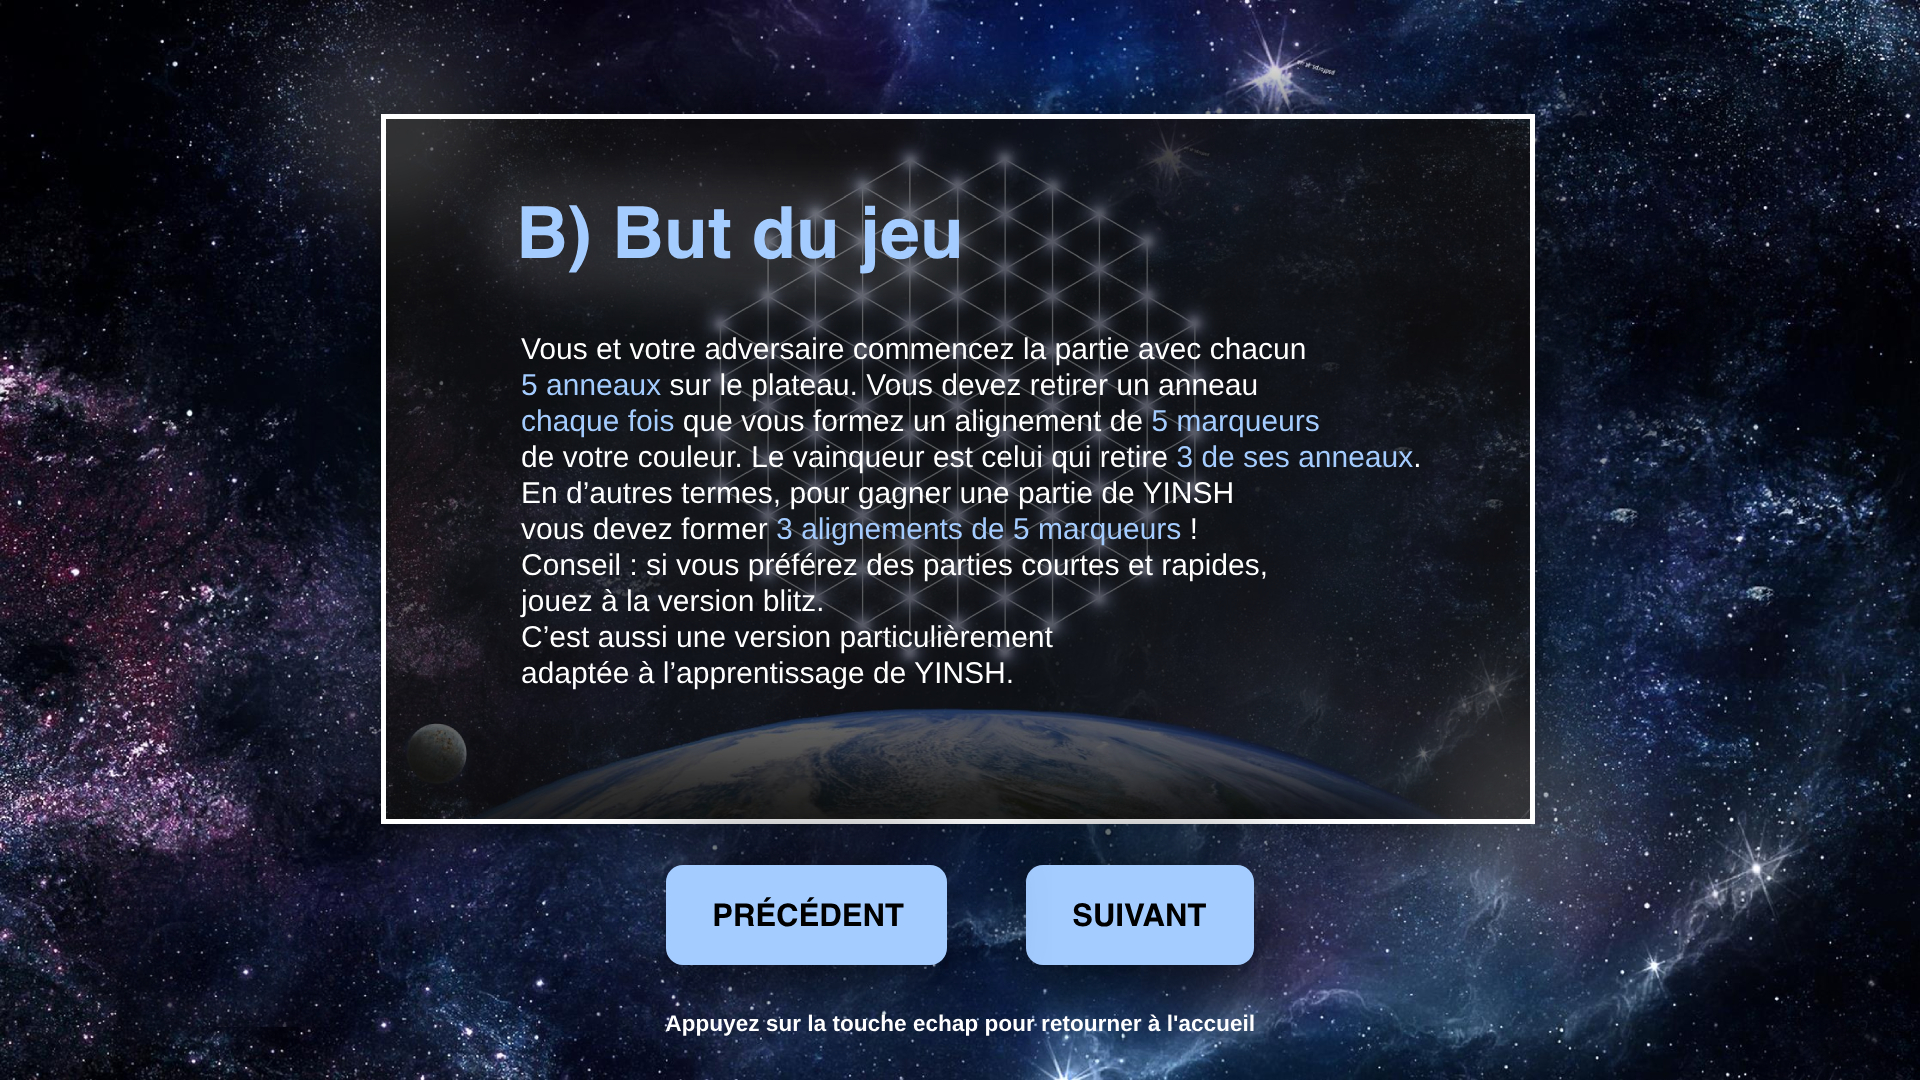 B) But du jeu
Vous et votre adversaire commencez la partie avec chacun
5 anneaux sur le plateau. Vous devez retirer un anneau
chaque fois que vous formez un alignement de 5 marqueurs
de votre couleur. Le vainqueur est celui qui retire 3 de ses anneaux.
En d’autres termes, pour gagner une partie de YINSH
vous devez former 3 alignements de 5 marqueurs !
Conseil : si vous préférez des parties courtes et rapides,
jouez à la version blitz.
C’est aussi une version particulièrement
adaptée à l’apprentissage de YINSH.
PRÉCÉDENT
SUIVANT
Appuyez sur la touche echap pour retourner à l'accueil